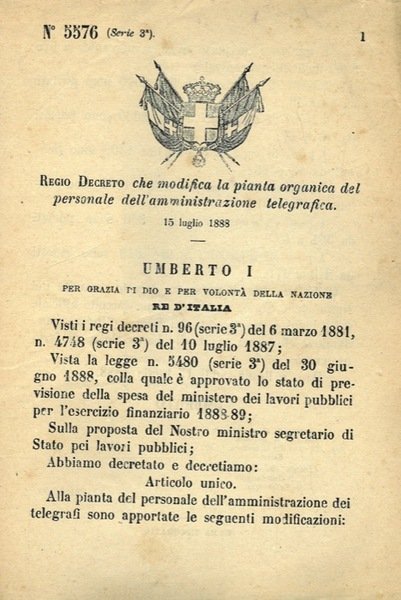 N° 5576 (Serie 3ª).
1
REGIO DECRETO che modifica la pianta organica del
personale dell'amministrazione telegrafica.
15 luglio 1888
UMBERTO I
PER GRAZIA DI DIO E PER VOLONTÀ DELLA NAZIONE
RE D'ITALIA
Visti i regi decreti n. 96 (serie 3ª) del 6 marzo 1881,
n. 4748 (serie 3ª) del 10 luglio 1887;
Vista la legge n. 5480 (serie 3ª) del 30 giu-
gno 1888, colla quale è approvato lo stato di pre-
visione della spesa del ministero dei lavori pubblici
per l'esercizio finanziario 1888-89;
Sulla proposta del Nostro ministro segretario di
Stato pei lavori pubblici;
Abbiamo decretato e decretiamo:
Articolo unico.
Alla pianta del personale dell'amministrazione dei
telegrafi sono apportate le seguenti modificazioni: